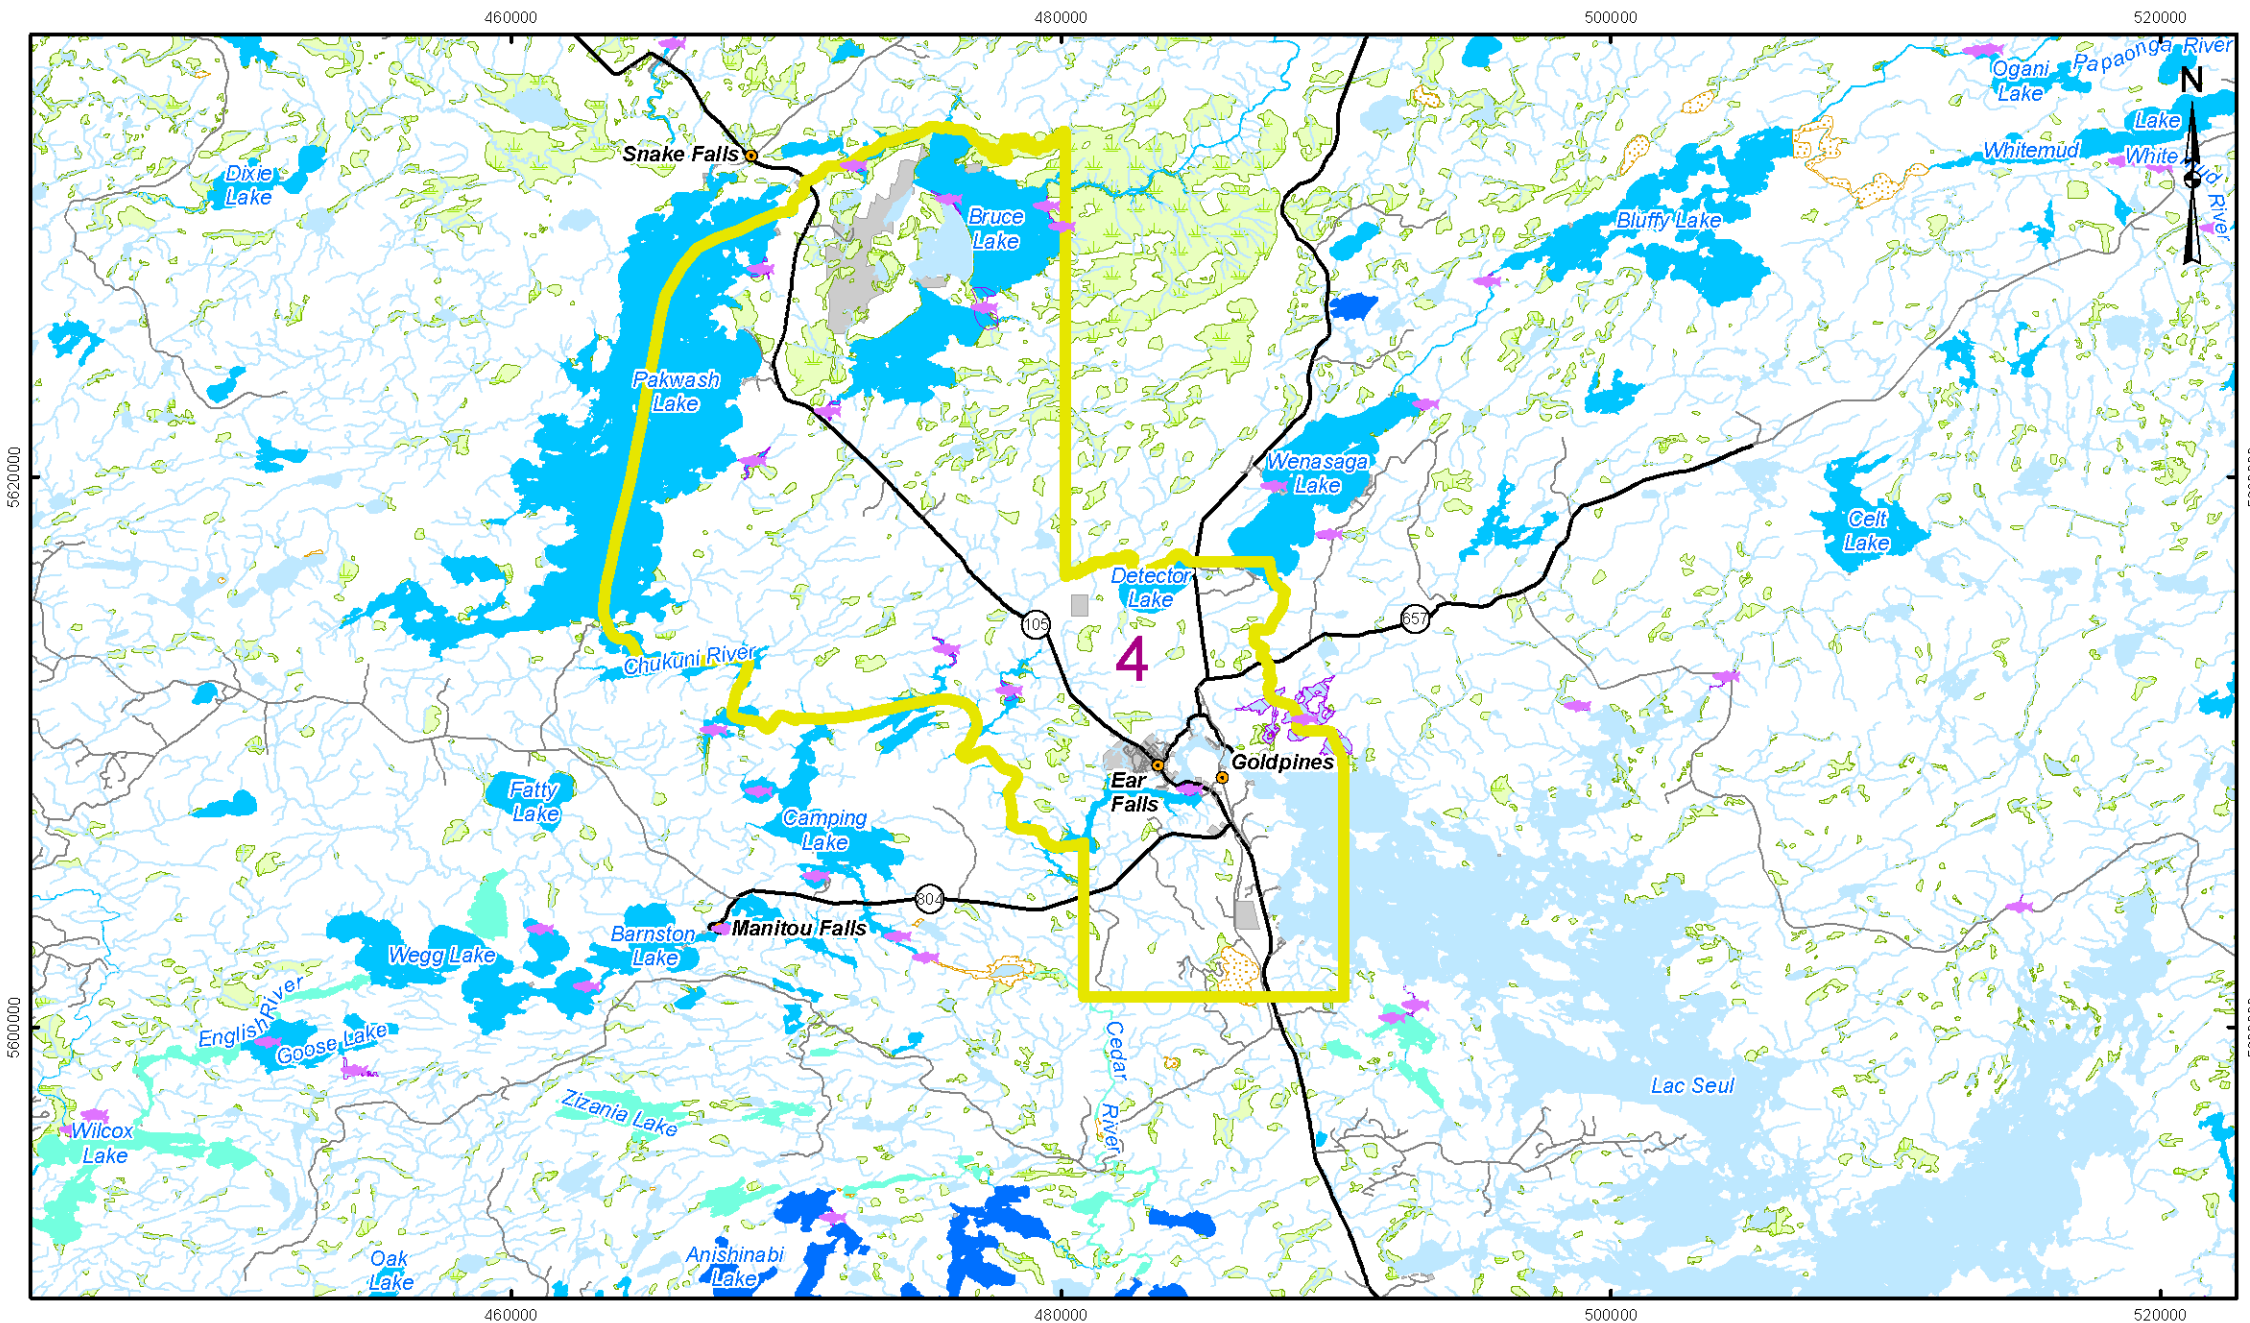 460000
480000
500000
520000
Papaonga River
Ogani
Lake
N
Lake
Whitemud
White Mud River
Snake Falls
Dixie
Lake
Bruce
Lake
Bluffy Lake
Pakwash
Lake
Wenasaga
Lake
5620000
Celt
Lake
Detector
Lake
105
657
4
Chukuni River
Goldpines
Ear
Falls
Fatty
Lake
Camping
Lake
804
Manitou Falls
Barnston
Lake
Wegg Lake
English River
Goose Lake
5600000
Cedar River
Lac Seul
Zizania Lake
Wilcox
Lake
Oak
Lake
Anishinabi
Lake
460000
480000
500000
520000